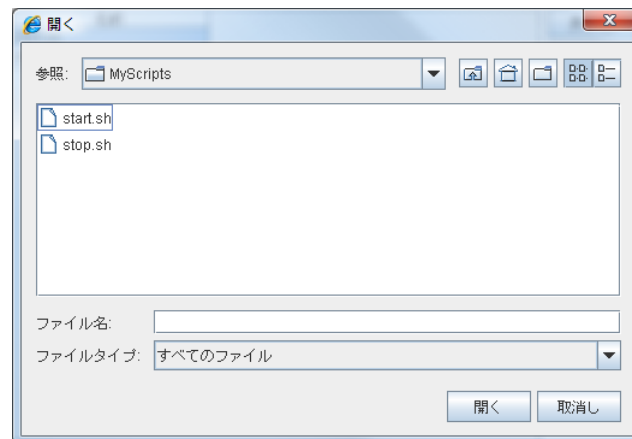 開く
参照: MyScripts
start.sh
stop.sh
ファイル名:
ファイルタイプ: すべてのファイル
開く 取消し